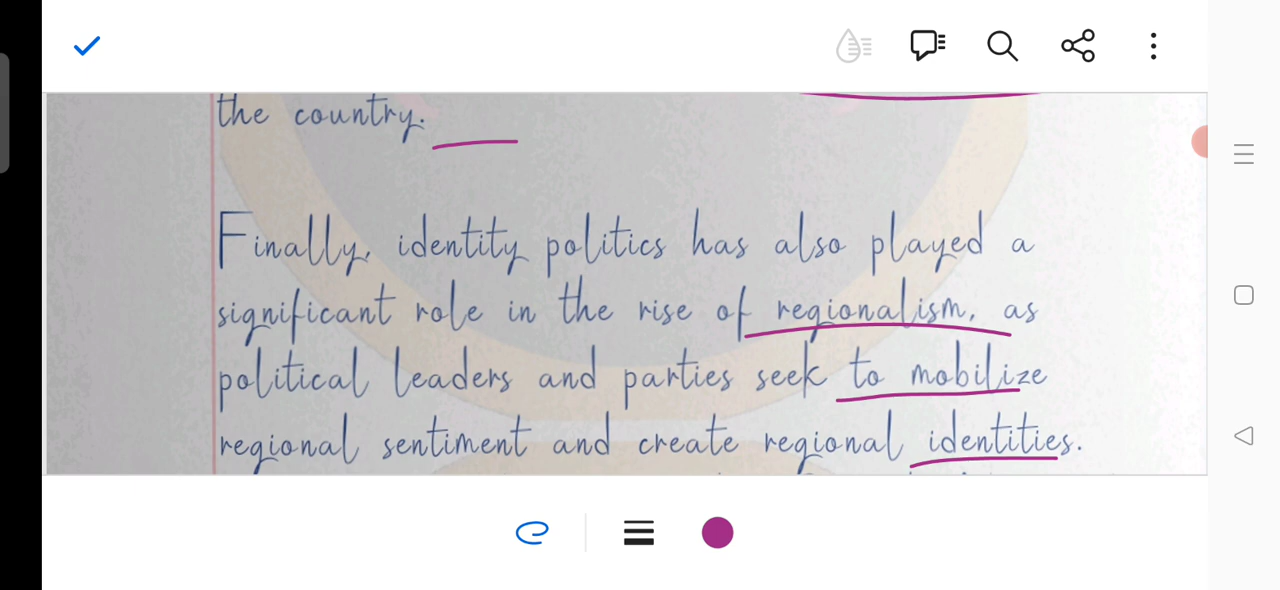 the country.
Finally, identity politics has also played a
significant role in the rise of regionalism, as
political leaders and parties seek to mobilize
regional sentiment and create regional identities.